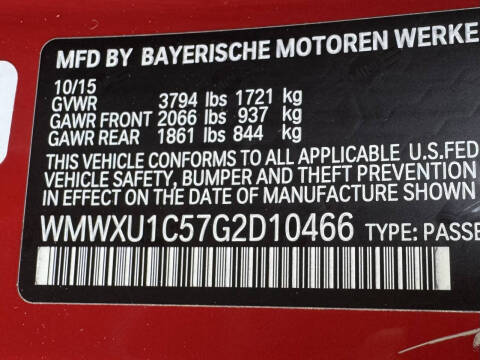 MFD BY BAYERISCHE MOTOREN WERKE
10/15
GVWR 3794 lbs 1721 kg
GAWR FRONT 2066 lbs 937 kg
GAWR REAR 1861 lbs 844 kg
THIS VEHICLE CONFORMS TO ALL APPLICABLE U.S.FED
VEHICLE SAFETY, BUMPER AND THEFT PREVENTION
IN EFFECT ON THE DATE OF MANUFACTURE SHOWN
WMWXU1C57G2D10466 TYPE: PASSE